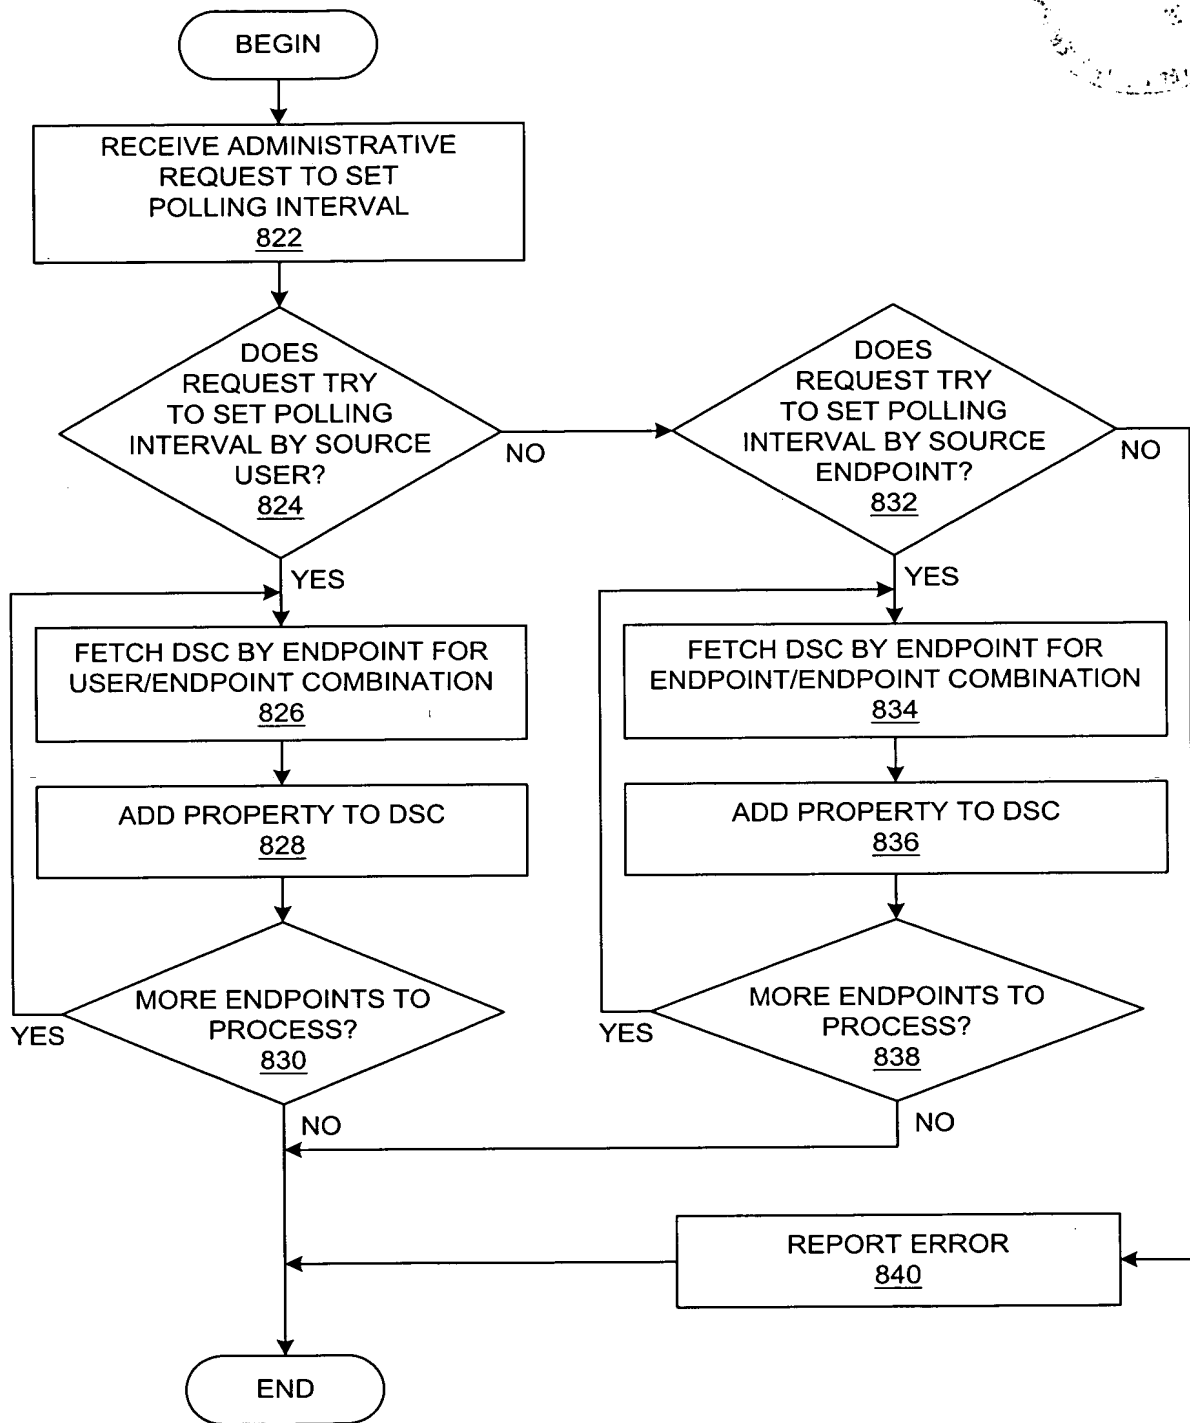 BEGIN
RECEIVE ADMINISTRATIVE
REQUEST TO SET
POLLING INTERVAL
822
DOES
REQUEST TRY
TO SET POLLING
INTERVAL BY SOURCE
USER?
824
NO
YES
DOES
REQUEST TRY
TO SET POLLING
INTERVAL BY SOURCE
ENDPOINT?
832
NO
YES
FETCH DSC BY ENDPOINT FOR
USER/ENDPOINT COMBINATION
826
ADD PROPERTY TO DSC
828
MORE ENDPOINTS TO
PROCESS?
830
YES
NO
FETCH DSC BY ENDPOINT FOR
ENDPOINT/ENDPOINT COMBINATION
834
ADD PROPERTY TO DSC
836
MORE ENDPOINTS TO
PROCESS?
838
YES
NO
REPORT ERROR
840
END